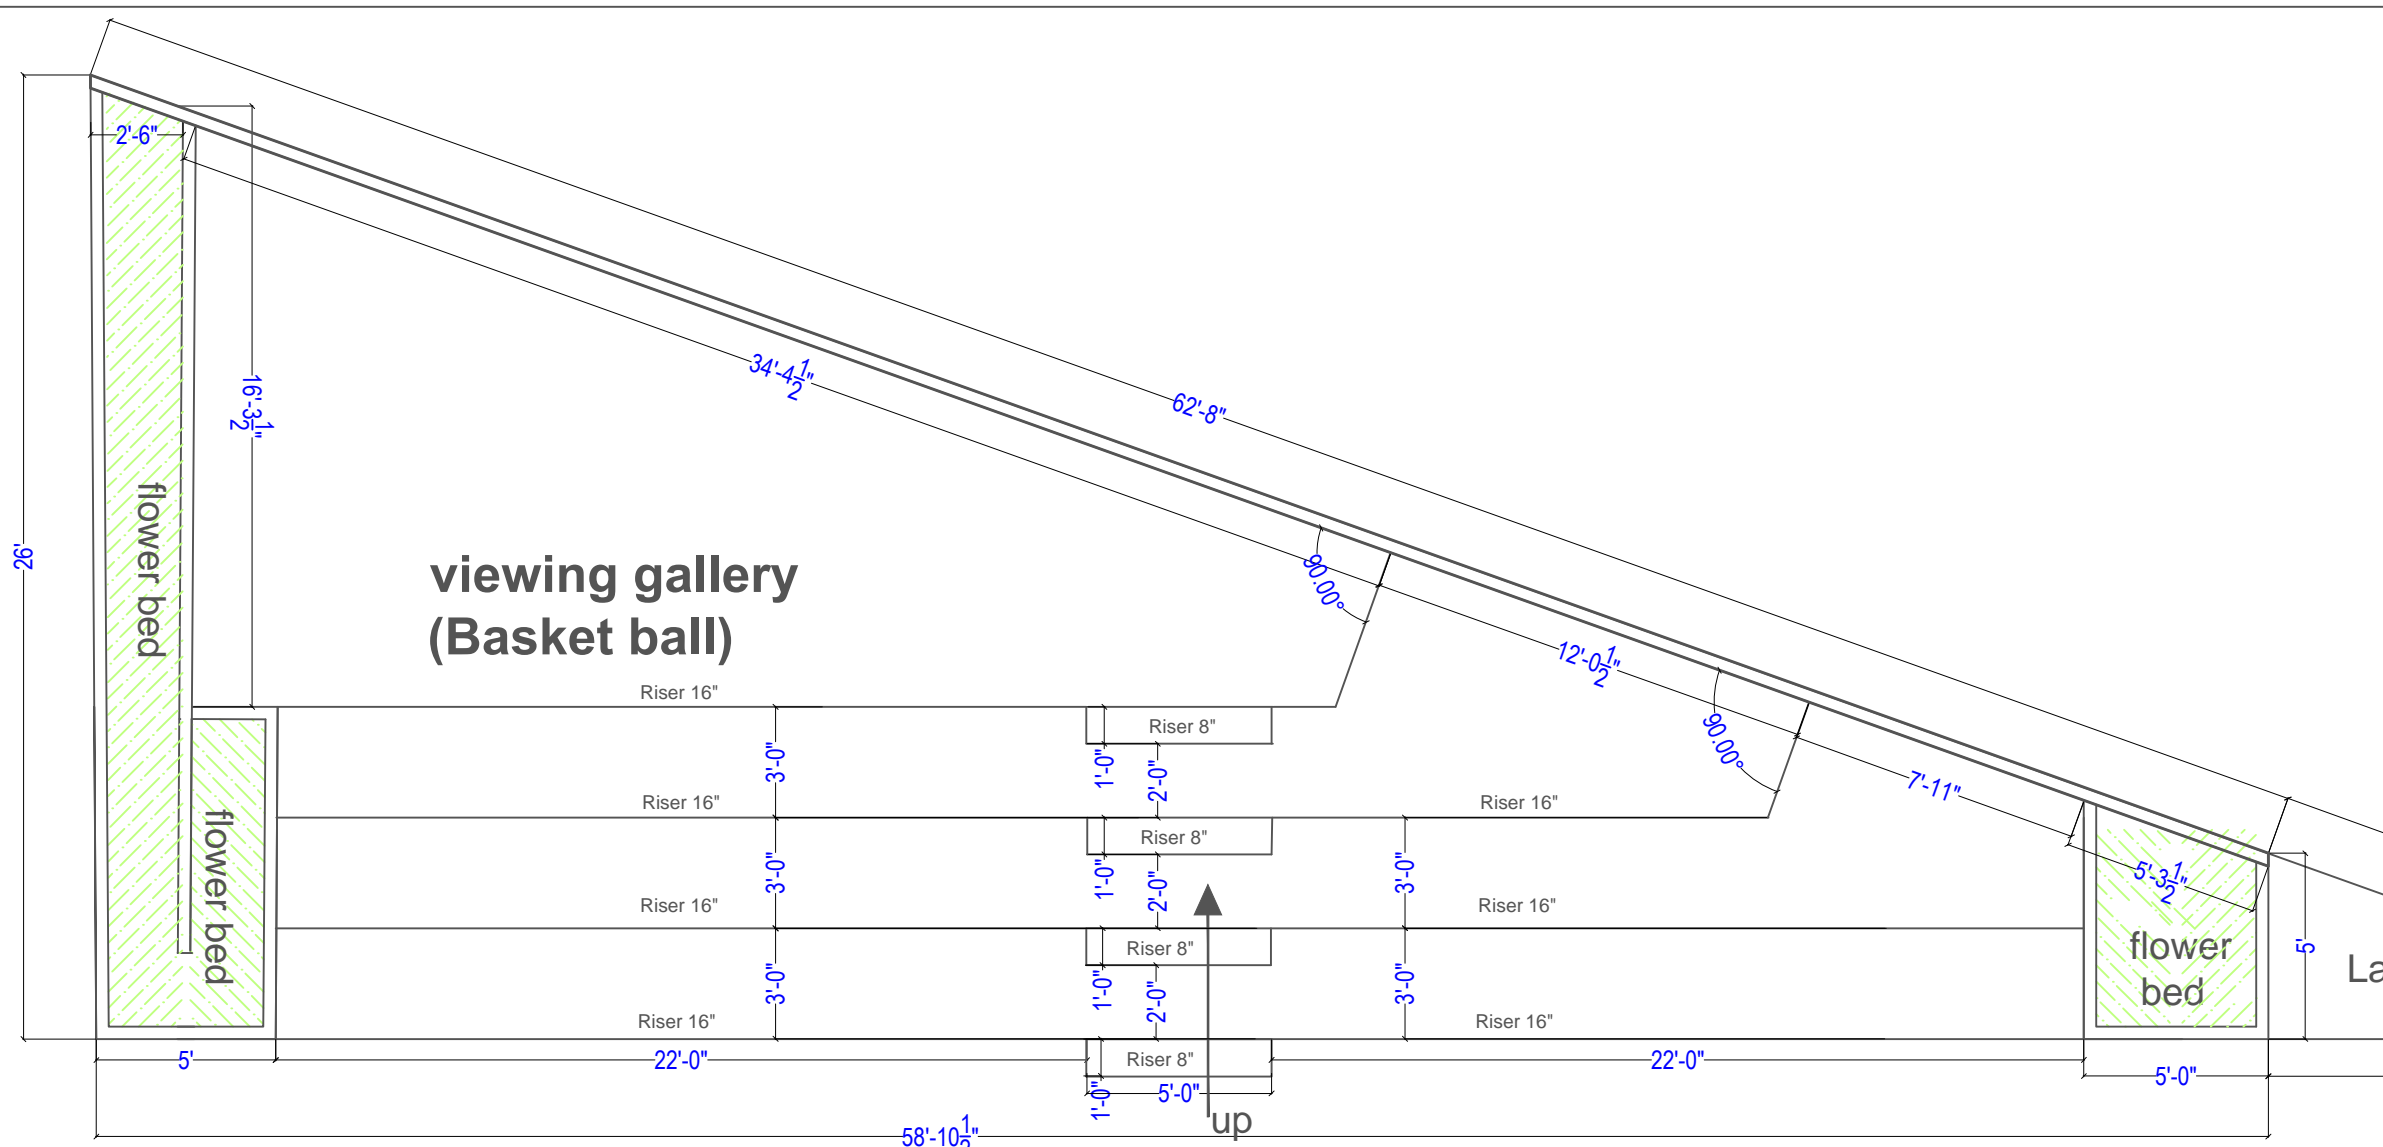 2'-6"
16'-3 1/2"
34'-4 1/2"
62'-8"
26'
flower bed
viewing gallery
(Basket ball)
90.00°
12'-0 1/2"
90.00°
7'-11"
5'-3 1/2"
Riser 16"
Riser 8"
3'-0"
1'-0"
2'-0"
flower bed
Riser 16"
Riser 16"
Riser 8"
3'-0"
1'-0"
2'-0"
3'-0"
Riser 16"
Riser 16"
flower
bed
5'
La
Riser 8"
3'-0"
1'-0"
2'-0"
3'-0"
Riser 16"
Riser 16"
5'
22'-0"
Riser 8"
22'-0"
5'-0"
1'-0"
5'-0"
up
58'-10 1/2"